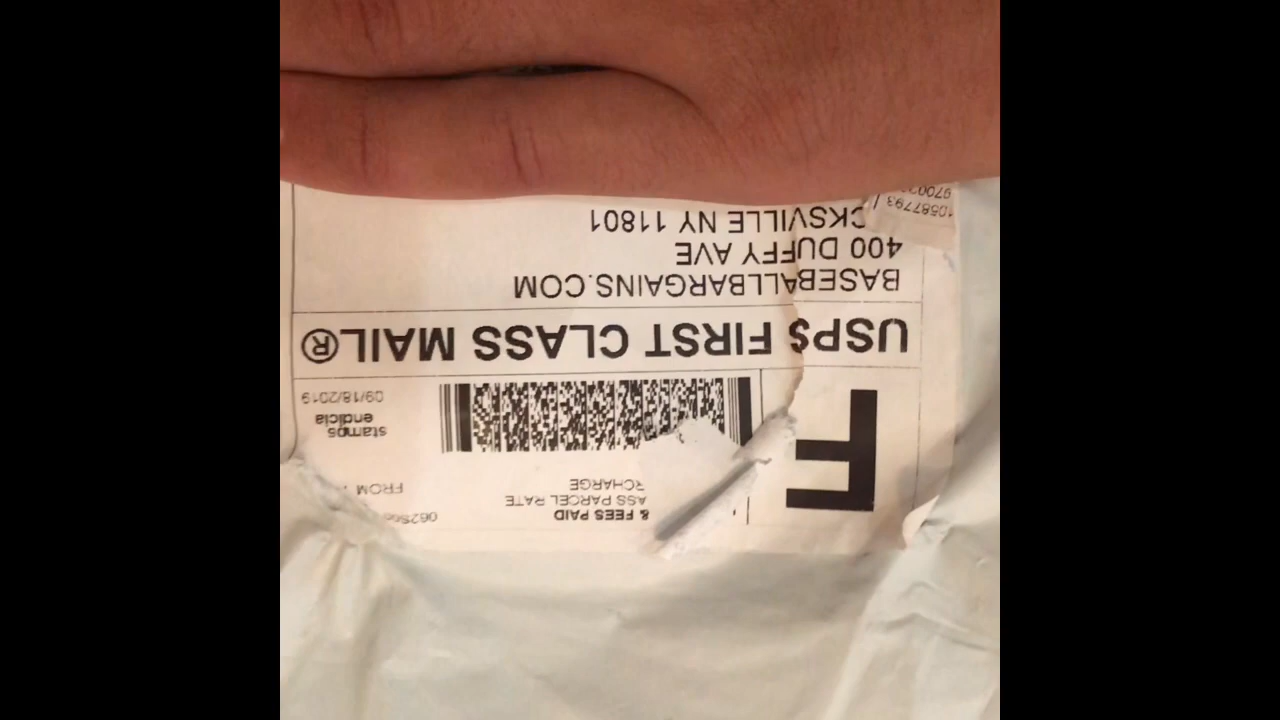 & FEES PAID
ASS PARCEL RATE
RCHARGE
FROM
stamps
endicia
09/18/2019
F
USPS FIRST CLASS MAIL®
BASEBALLBARGAINS.COM
400 DUFFY AVE
CKSVILLE NY 11801
10587793 /